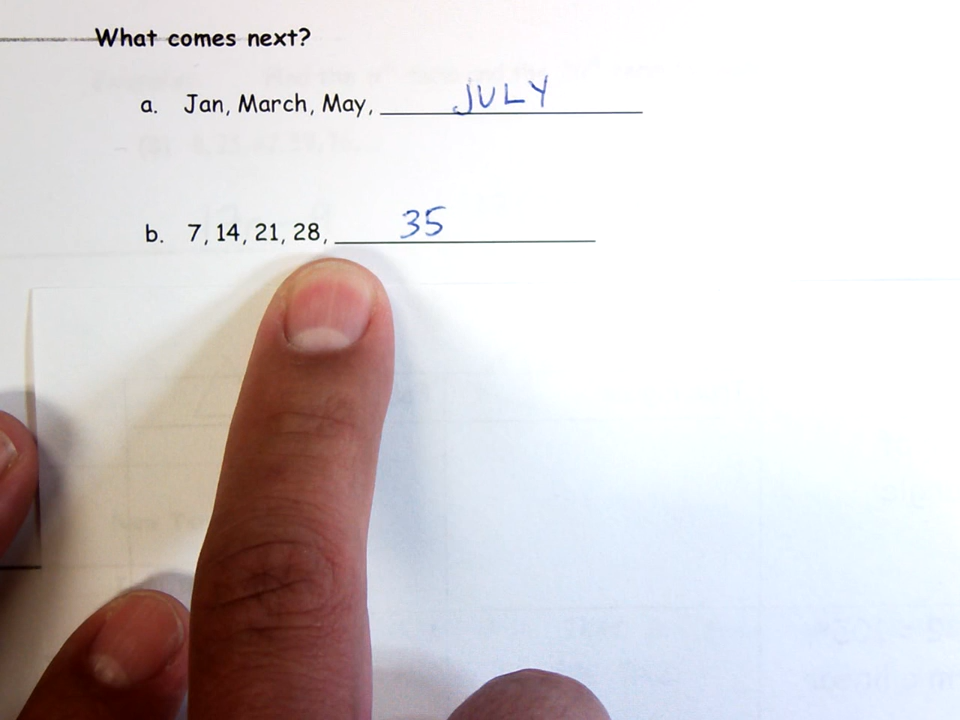 What comes next?
a. Jan, March, May, JULY
b. 7, 14, 21, 28, 35